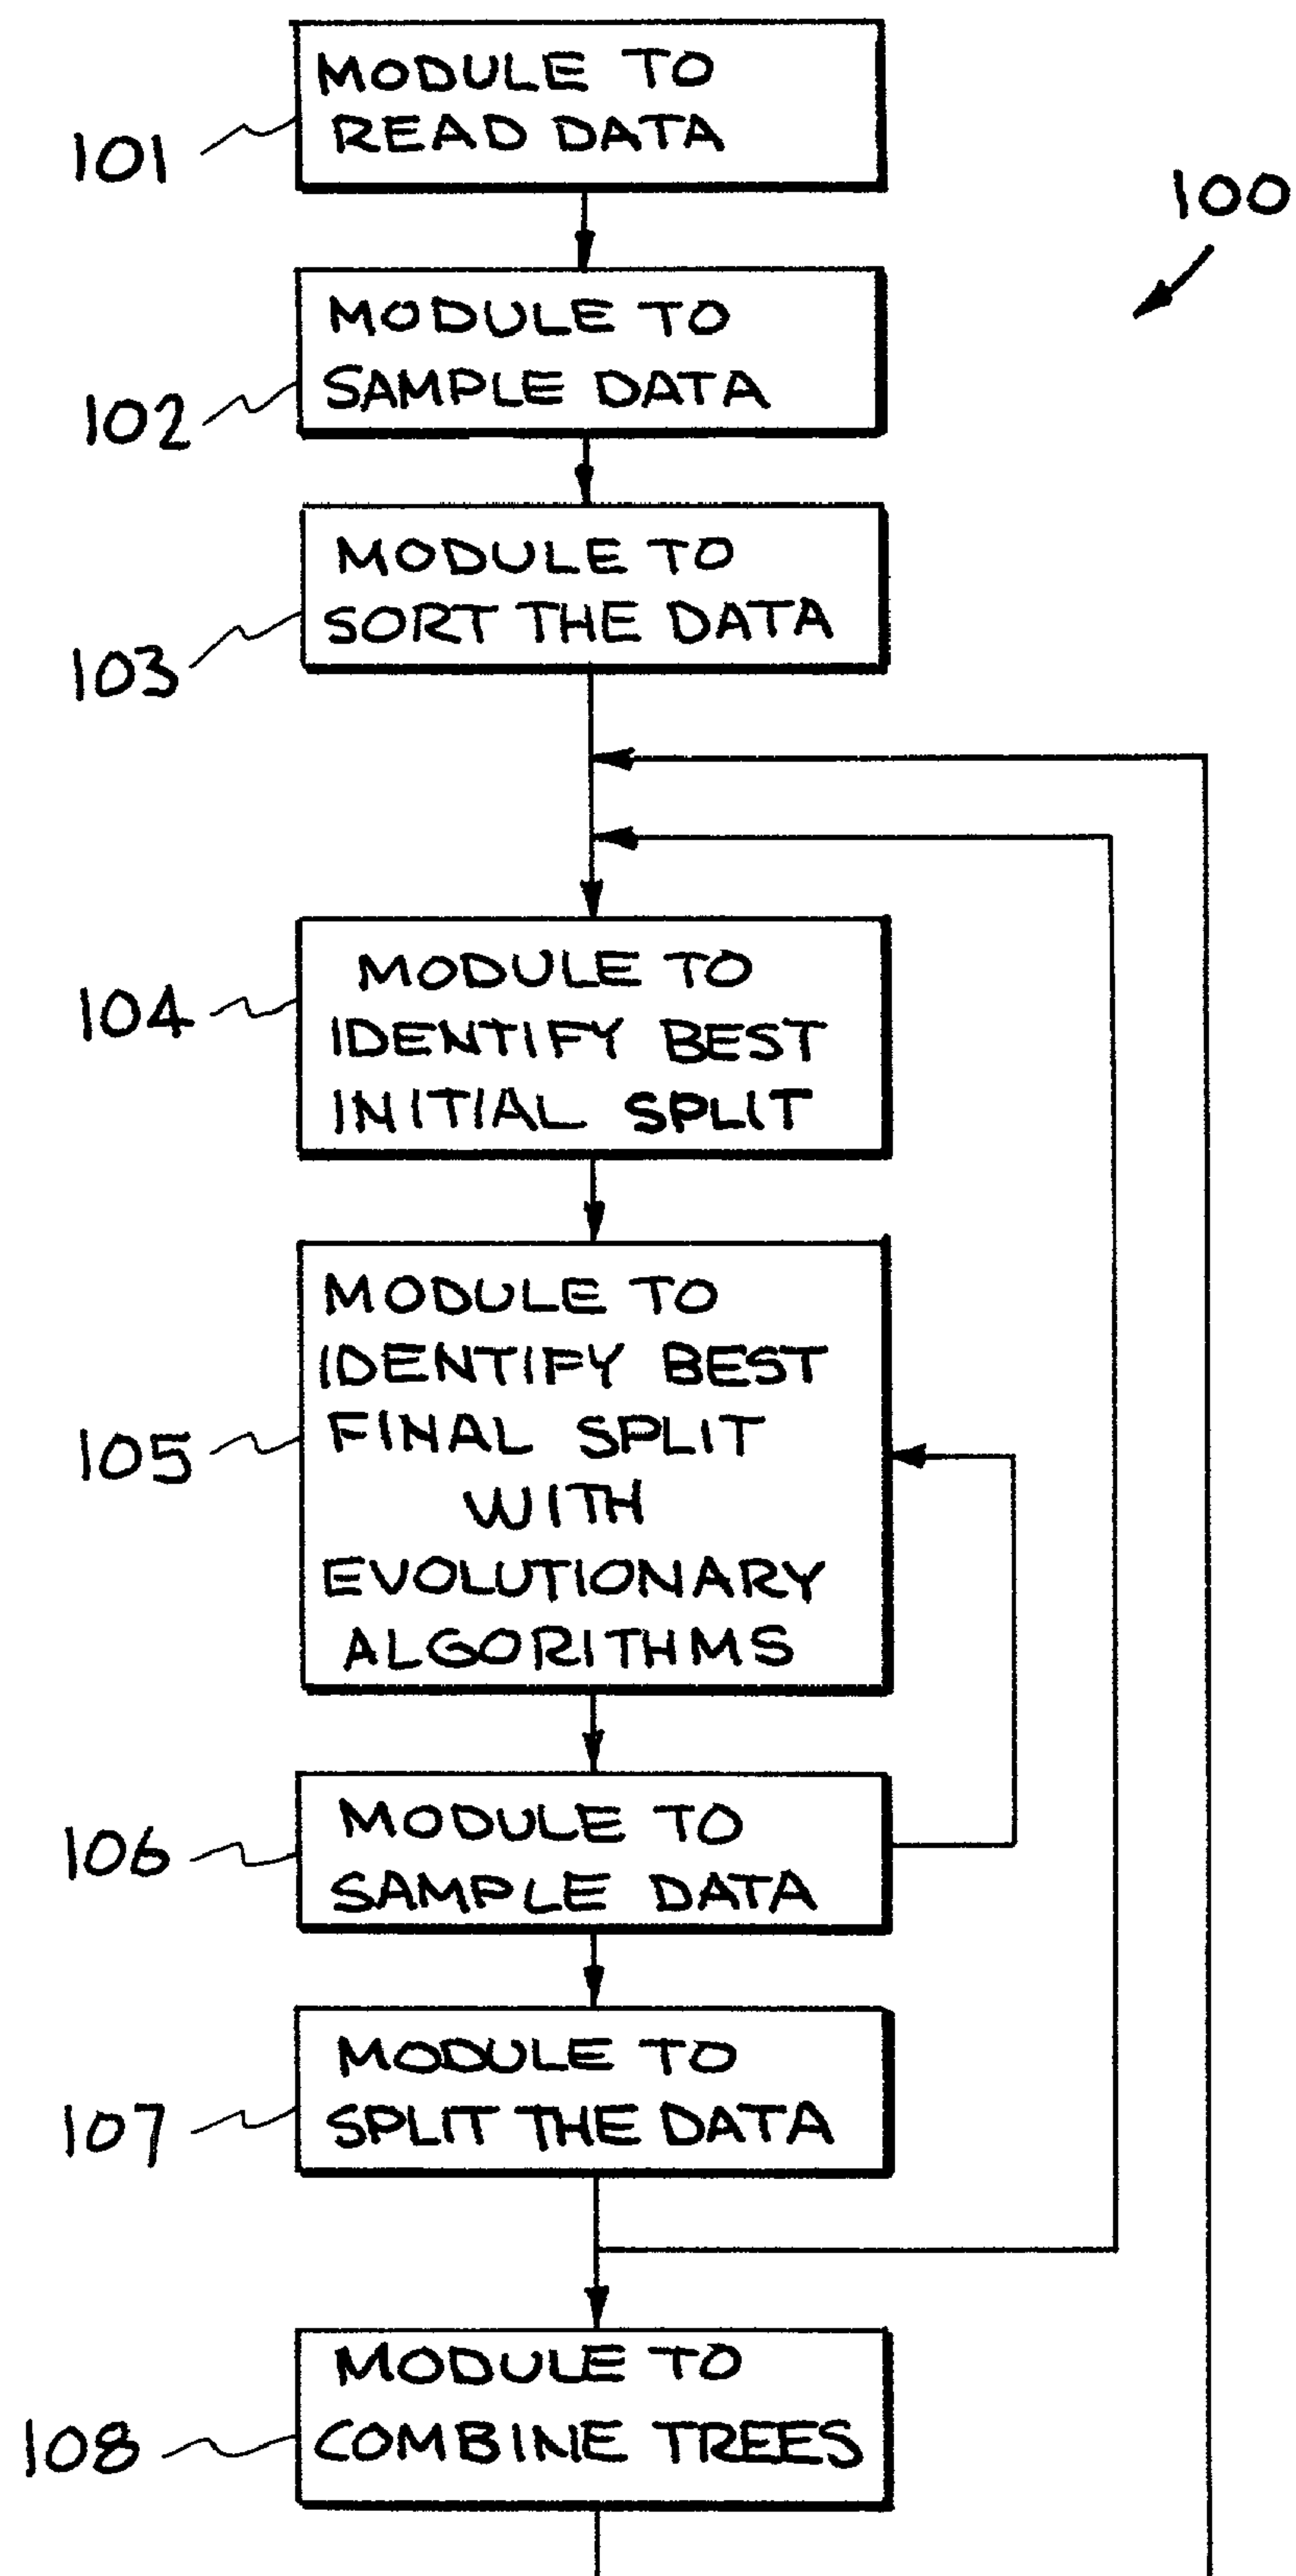 MODULE TO
READ DATA
101
100
MODULE TO
SAMPLE DATA
102
MODULE TO
SORT THE DATA
103
MODULE TO
IDENTIFY BEST
INITIAL SPLIT
104
MODULE TO
IDENTIFY BEST
FINAL SPLIT
WITH
EVOLUTIONARY
ALGORITHMS
105
MODULE TO
SAMPLE DATA
106
MODULE TO
SPLIT THE DATA
107
MODULE TO
COMBINE TREES
108